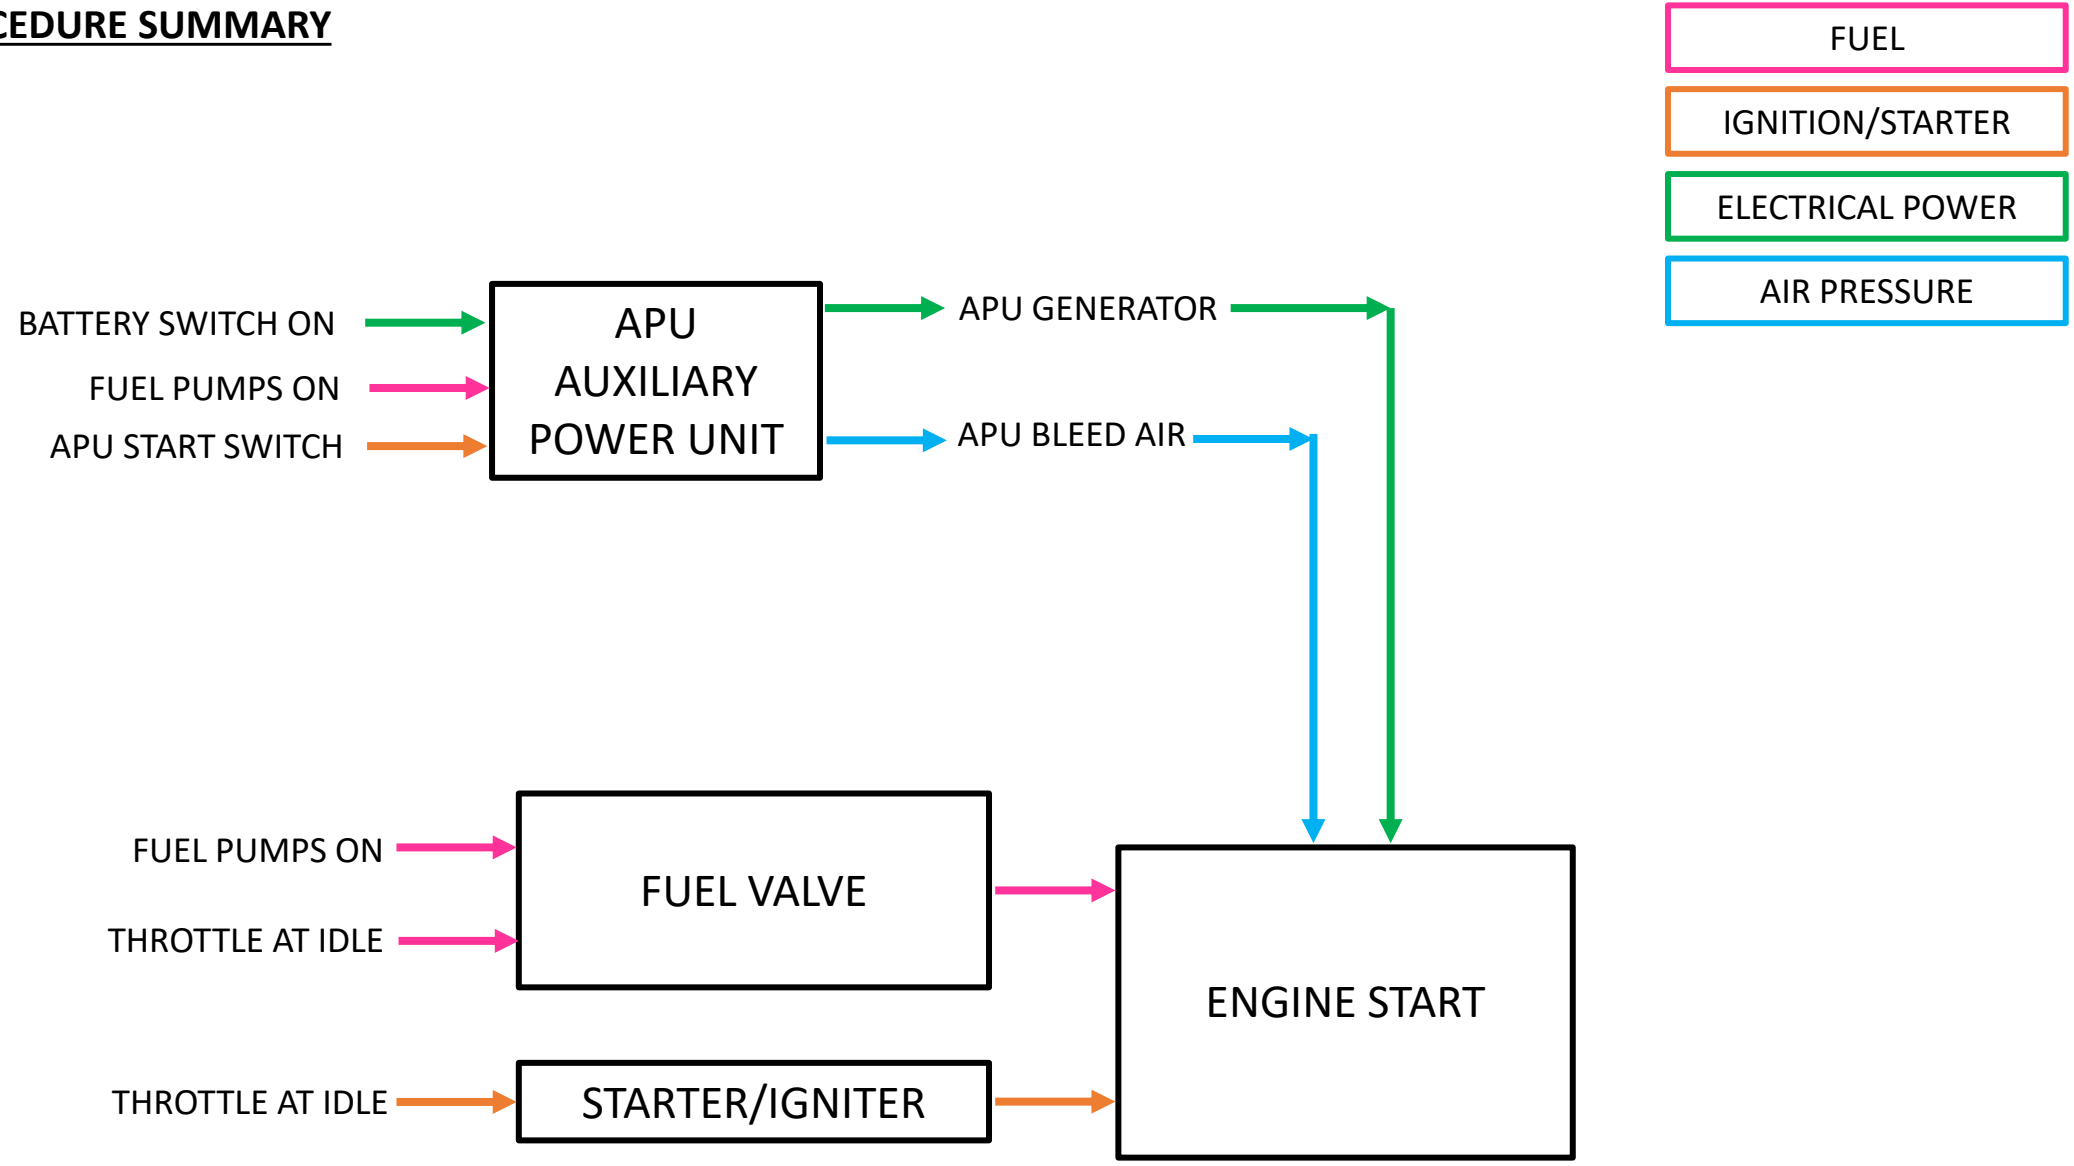 CEDURE SUMMARY
FUEL
IGNITION/STARTER
ELECTRICAL POWER
AIR PRESSURE
BATTERY SWITCH ON
FUEL PUMPS ON
APU START SWITCH
APU
AUXILIARY
POWER UNIT
APU GENERATOR
APU BLEED AIR
FUEL PUMPS ON
THROTTLE AT IDLE
FUEL VALVE
ENGINE START
THROTTLE AT IDLE
STARTER/IGNITER